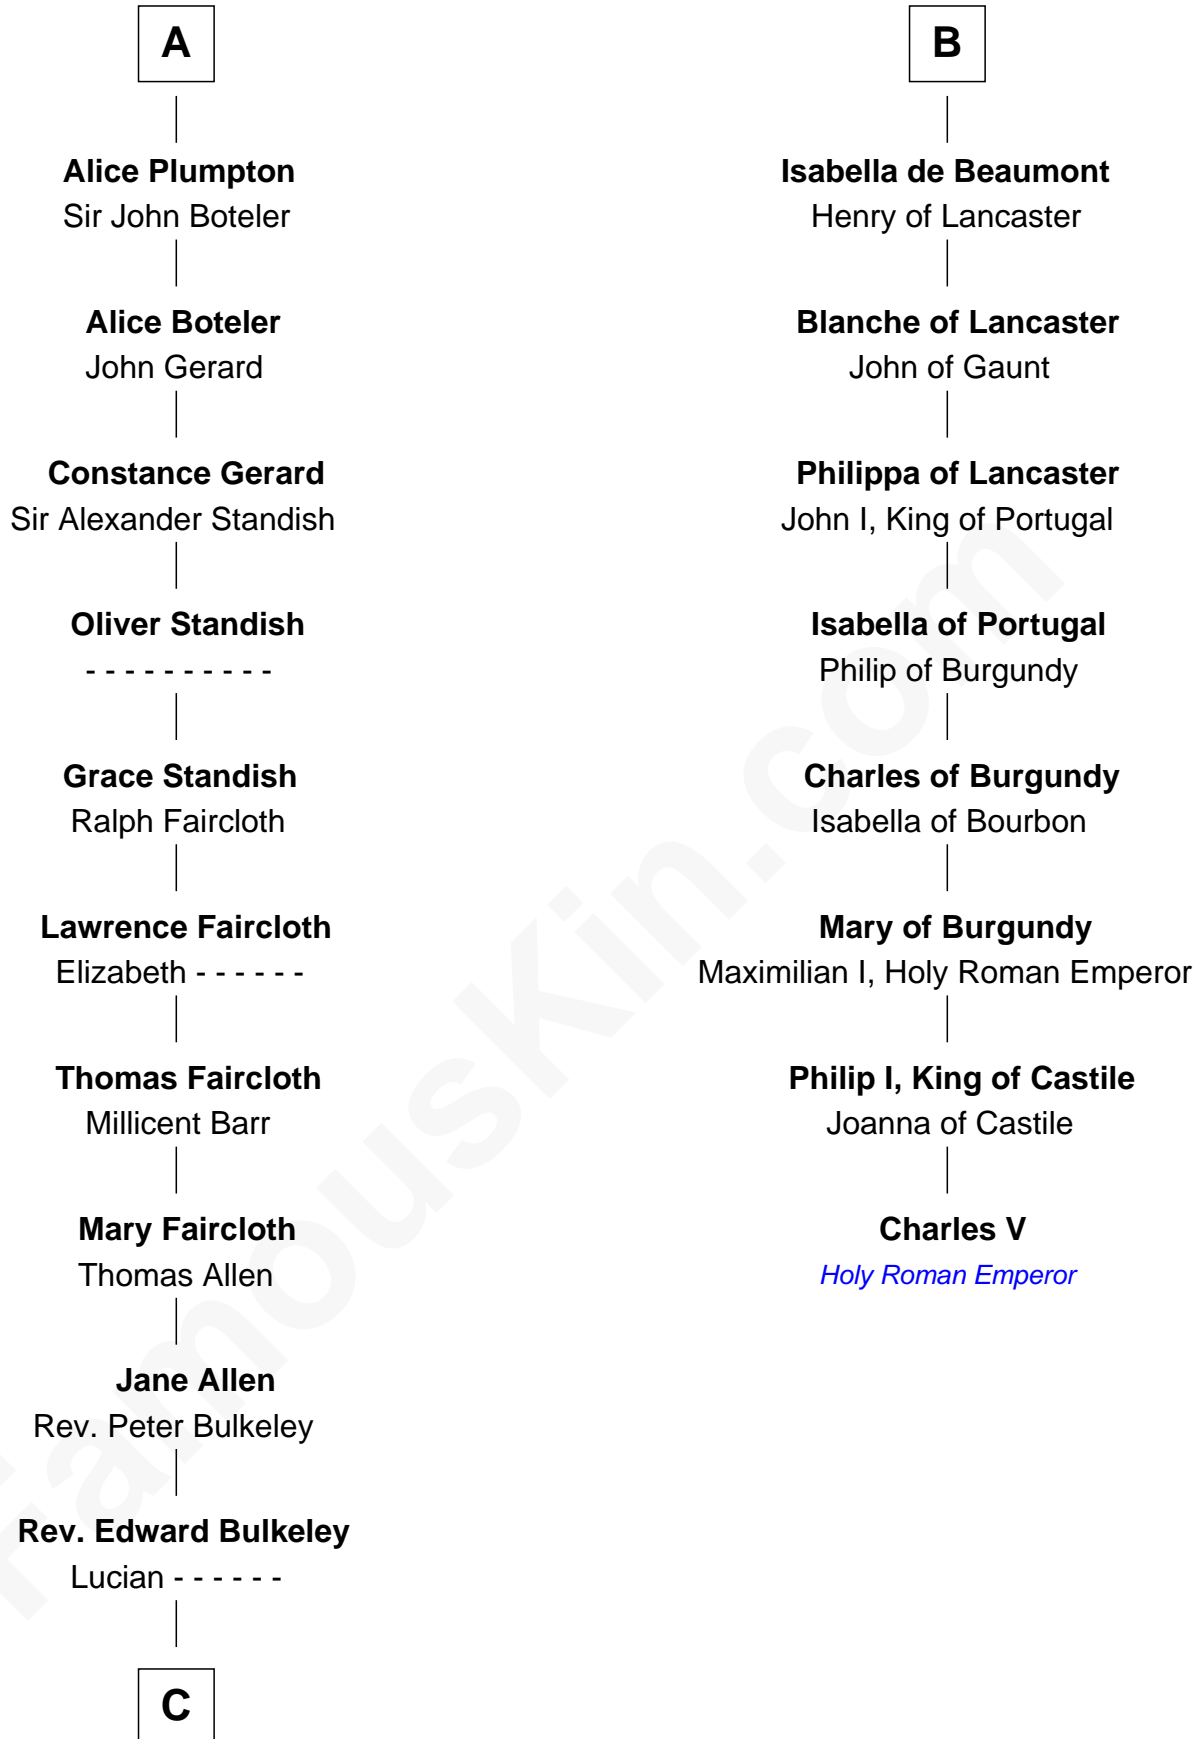 A
Alice Plumpton
Sir John Boteler
Alice Boteler
John Gerard
Constance Gerard
Sir Alexander Standish
Oliver Standish
- - - - - - - - - -
Grace Standish
Ralph Faircloth
Lawrence Faircloth
Elizabeth - - - - - -
Thomas Faircloth
Millicent Barr
Mary Faircloth
Thomas Allen
Jane Allen
Rev. Peter Bulkeley
Rev. Edward Bulkeley
Lucian - - - - - -
C
B
Isabella de Beaumont
Henry of Lancaster
Blanche of Lancaster
John of Gaunt
Philippa of Lancaster
John I, King of Portugal
Isabella of Portugal
Philip of Burgundy
Charles of Burgundy
Isabella of Bourbon
Mary of Burgundy
Maximilian I, Holy Roman Emperor
Philip I, King of Castile
Joanna of Castile
Charles V
Holy Roman Emperor
FamousKin.com